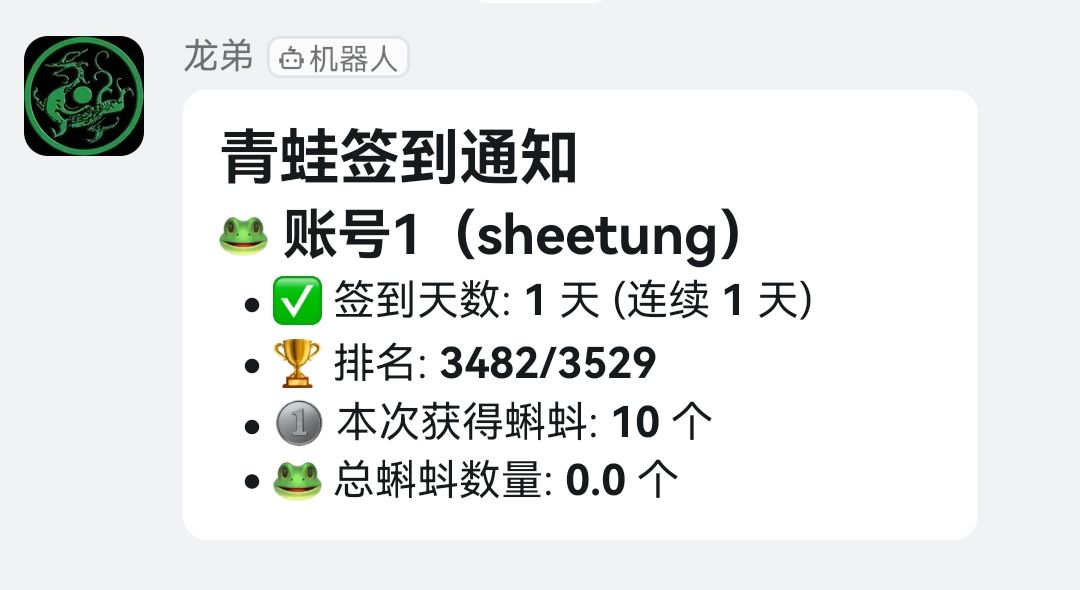 龙弟 机器人
青蛙签到通知
🐸 账号1（sheetung）
• ✅ 签到天数: 1 天 (连续 1 天)
• 🏆 排名: 3482/3529
• 1 本次获得蝌蚪: 10 个
• 🐸 总蝌蚪数量: 0.0 个